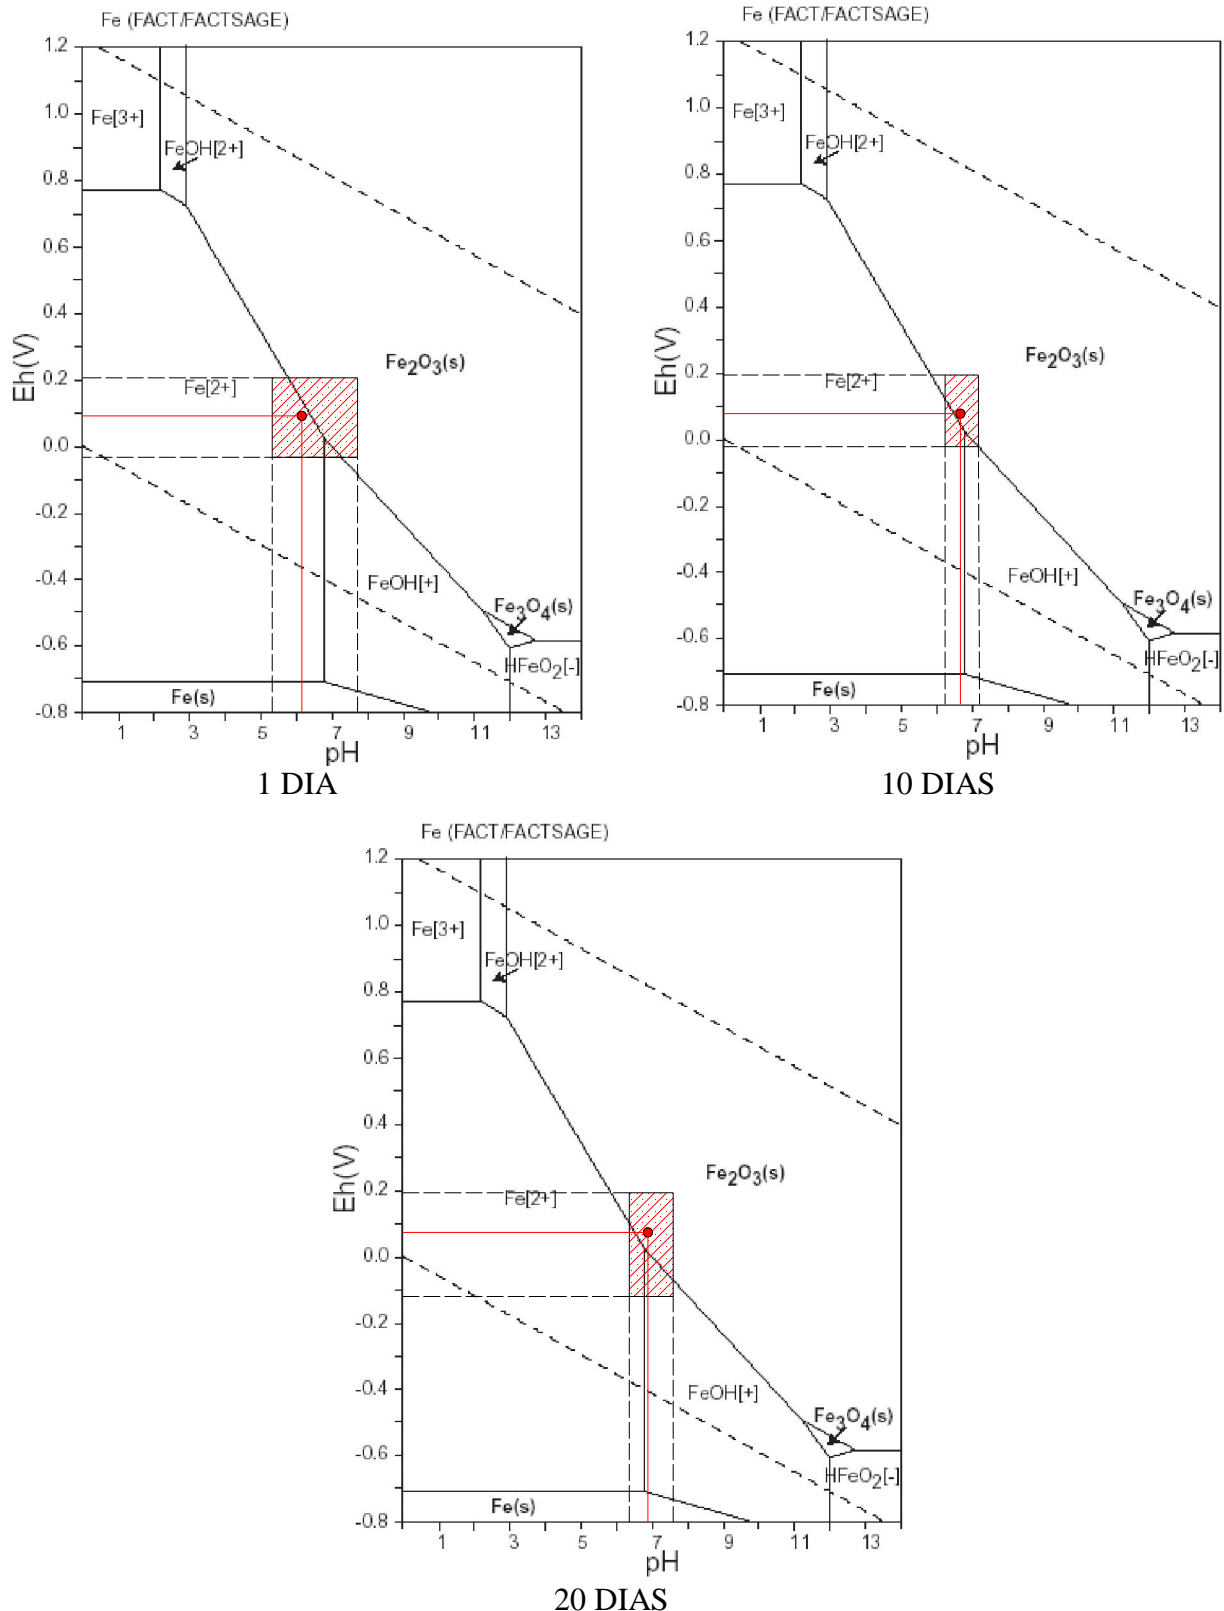 Fe (FACT/FACTSAGE)
1.2
1.0
0.8
0.6
0.4
0.2
0.0
-0.2
-0.4
-0.6
-0.8
Eh(V)
Fe[3+]
FeOH[2+]
Fe2O3(s)
Fe[2+]
FeOH[+]
Fe3O4(s)
HFeO2[-]
Fe(s)
1 3 5 7 9 11 13
pH
1 DIA
Fe (FACT/FACTSAGE)
1.2
1.0
0.8
0.6
0.4
0.2
0.0
-0.2
-0.4
-0.6
-0.8
Eh(V)
Fe[3+]
FeOH[2+]
Fe2O3(s)
Fe[2+]
FeOH[+]
Fe3O4(s)
HFeO2[-]
Fe(s)
1 3 5 7 9 11 13
pH
10 DIAS
Fe (FACT/FACTSAGE)
1.2
1.0
0.8
0.6
0.4
0.2
0.0
-0.2
-0.4
-0.6
-0.8
Eh(V)
Fe[3+]
FeOH[2+]
Fe2O3(s)
Fe[2+]
FeOH[+]
Fe3O4(s)
HFeO2[-]
Fe(s)
1 3 5 7 9 11 13
pH
20 DIAS